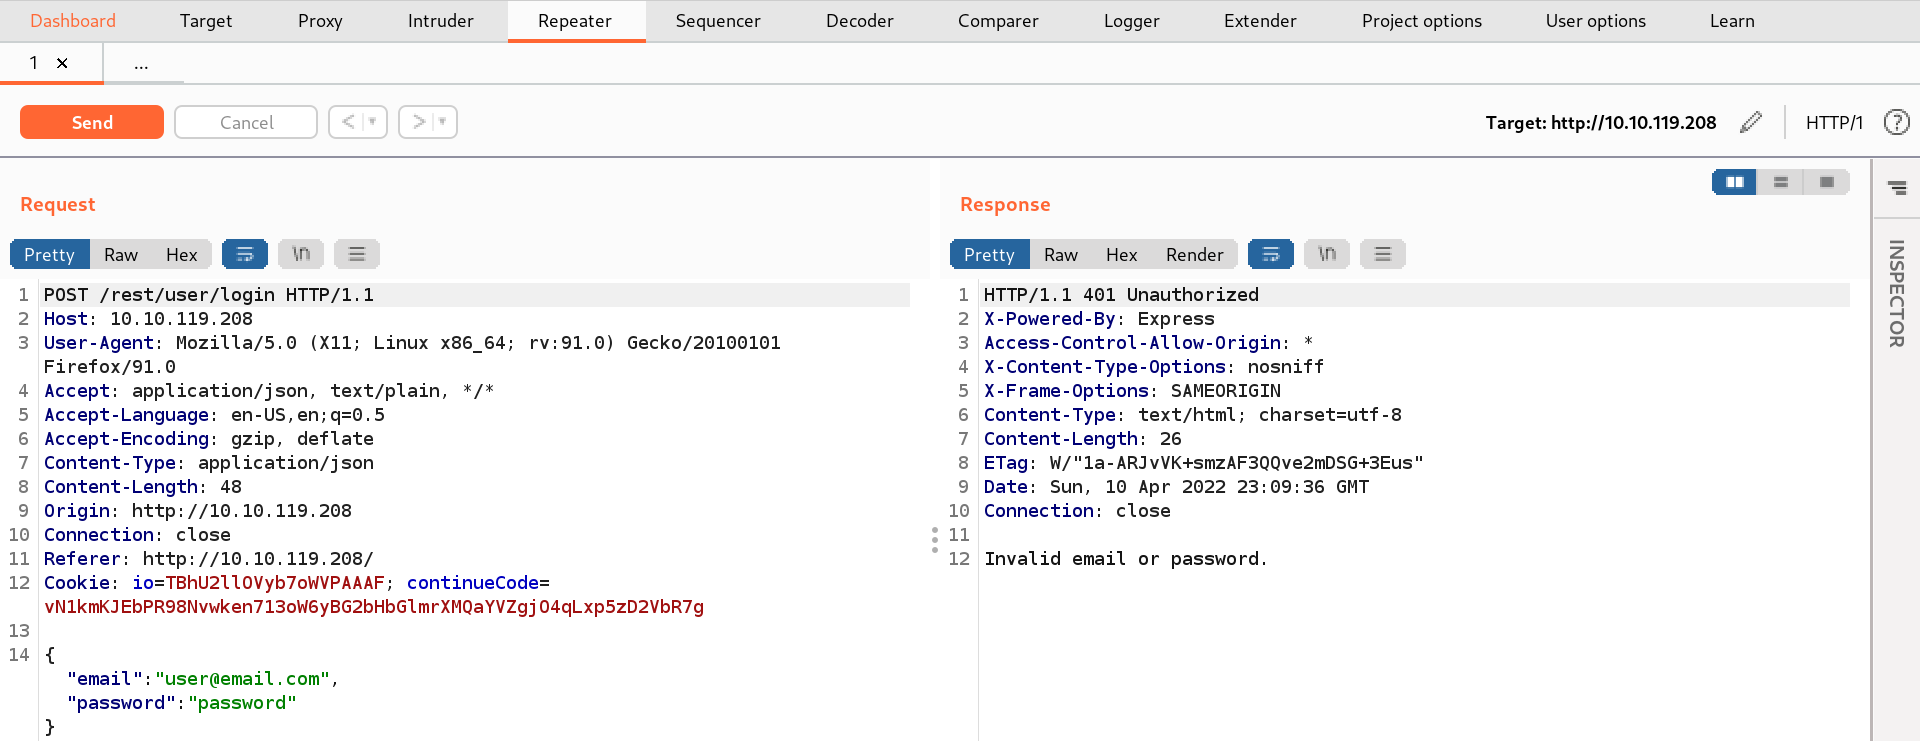 Dashboard Target Proxy Intruder Repeater Sequencer Decoder Comparer Logger Extender Project options User options Learn
1 × ...
Send Cancel < > Target: http://10.10.119.208 HTTP/1 ?
Request
Pretty Raw Hex \n
1 POST /rest/user/login HTTP/1.1
2 Host: 10.10.119.208
3 User-Agent: Mozilla/5.0 (X11; Linux x86_64; rv:91.0) Gecko/20100101
Firefox/91.0
4 Accept: application/json, text/plain, */*
5 Accept-Language: en-US,en;q=0.5
6 Accept-Encoding: gzip, deflate
7 Content-Type: application/json
8 Content-Length: 48
9 Origin: http://10.10.119.208
10 Connection: close
11 Referer: http://10.10.119.208/
12 Cookie: io=TBhU2llOVyb7oWVPAAAF; continueCode=
vN1kmKJEbPR98Nvwken713oW6yBG2bHbGlmrXMQaYVZgjO4qLxp5zD2VbR7g
13
14 {
"email":"user@email.com",
"password":"password"
}
Response
Pretty Raw Hex Render \n
1 HTTP/1.1 401 Unauthorized
2 X-Powered-By: Express
3 Access-Control-Allow-Origin: *
4 X-Content-Type-Options: nosniff
5 X-Frame-Options: SAMEORIGIN
6 Content-Type: text/html; charset=utf-8
7 Content-Length: 26
8 ETag: W/"1a-ARJvVK+smzAF3QQve2mDSG+3Eus"
9 Date: Sun, 10 Apr 2022 23:09:36 GMT
10 Connection: close
11
12 Invalid email or password.
INSPECTOR